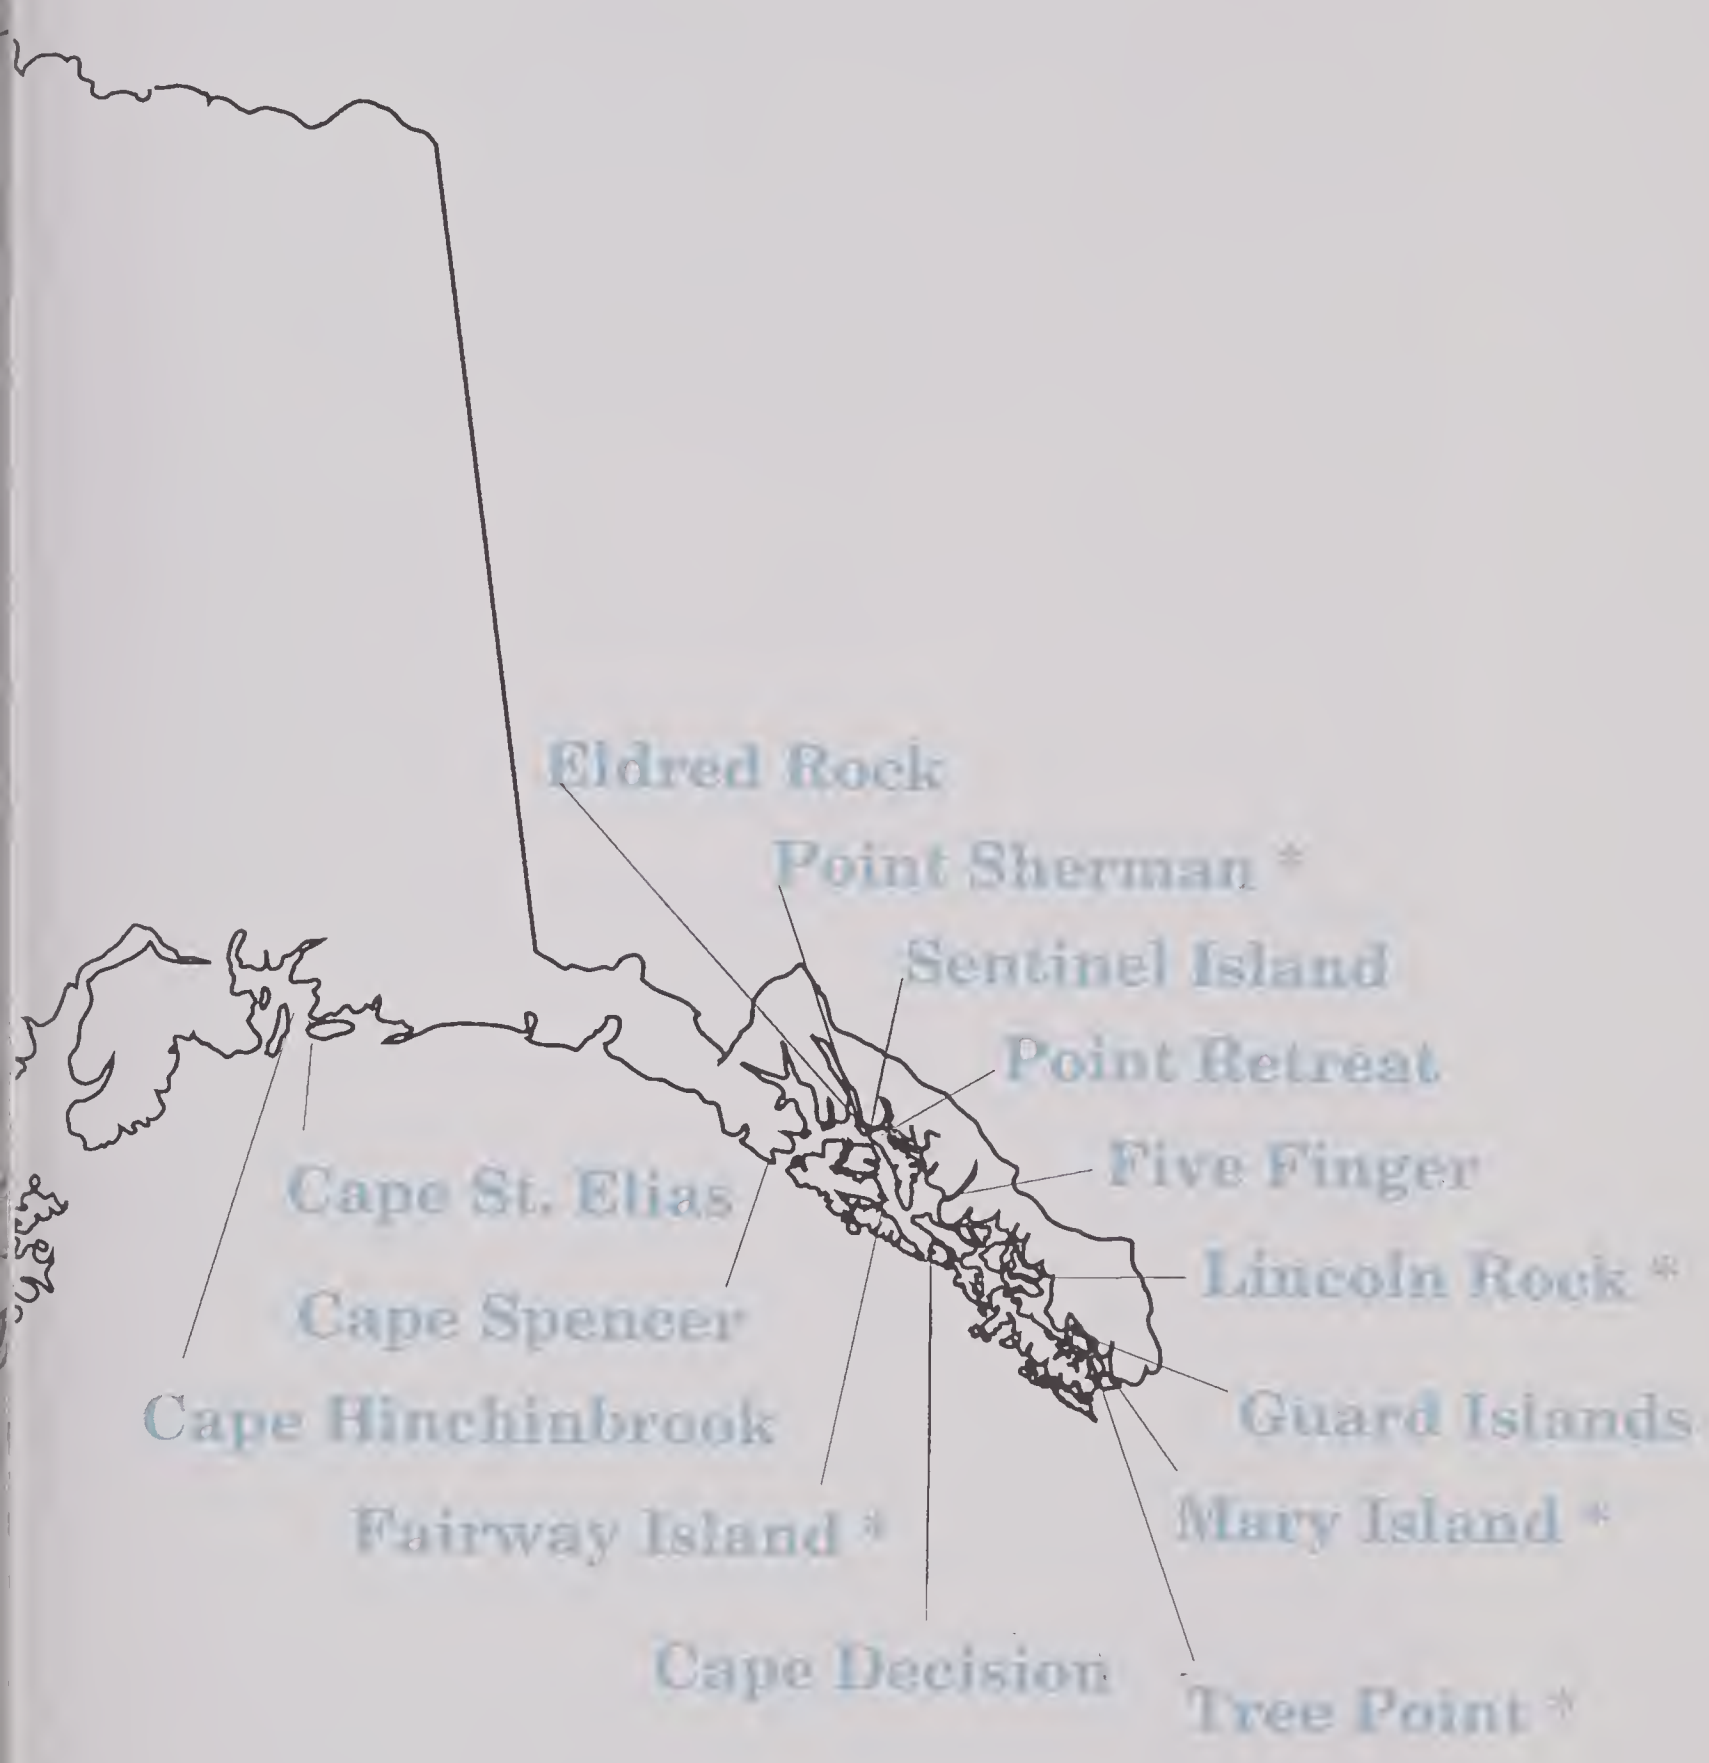 Eldred Rock
Point Sherman *
Sentinel Island
Point Retreat
Five Finger
Cape St. Elias
Lincoln Rock *
Cape Spencer
Guard Islands
Cape Hinchinbrook
Mary Island *
Fairway Island *
Cape Decision
Tree Point *